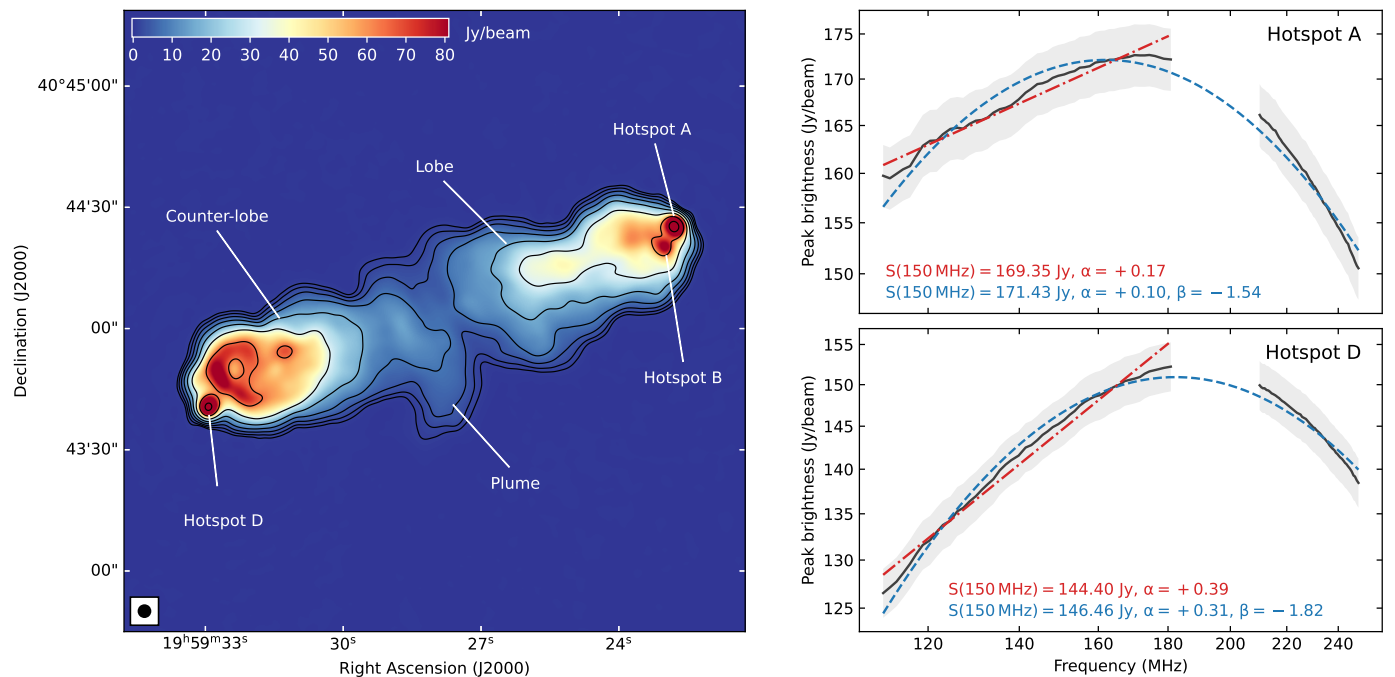 0 10 20 30 40 50 60 70 80 Jy/beam
Hotspot A
Lobe
Counter-lobe
Hotspot B
Plume
Hotspot D
40°45'00"
44'30"
00"
43'30"
00"
Declination (J2000)
19ʰ59ᵐ33ˢ 30ˢ 27ˢ 24ˢ
Right Ascension (J2000)
Hotspot A
175
170
165
160
155
150
Peak brightness (Jy/beam)
S(150 MHz) = 169.35 Jy, α = +0.17
S(150 MHz) = 171.43 Jy, α = +0.10, β = −1.54
Hotspot D
155
150
145
140
135
130
125
Peak brightness (Jy/beam)
S(150 MHz) = 144.40 Jy, α = +0.39
S(150 MHz) = 146.46 Jy, α = +0.31, β = −1.82
120 140 160 180 200 220 240
Frequency (MHz)